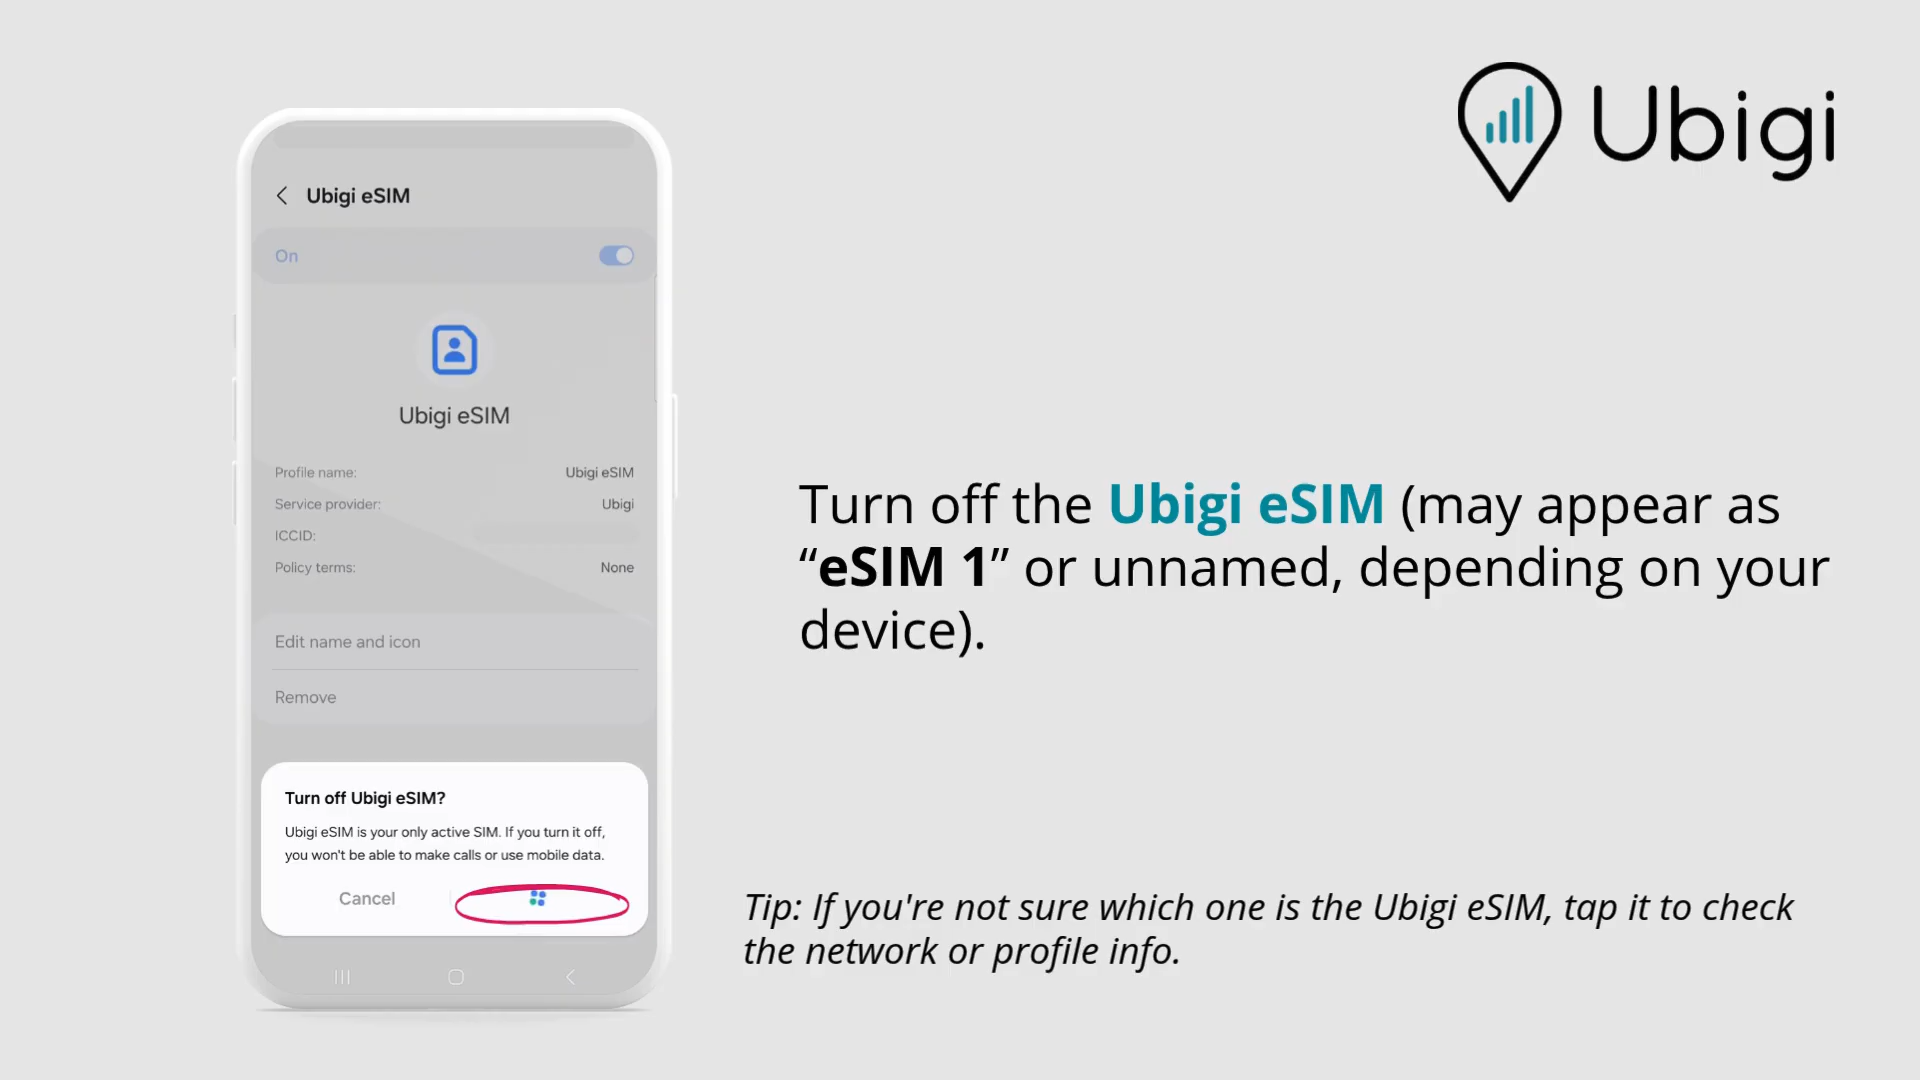 Ubigi
Ubigi eSIM
On
Ubigi eSIM
Profile name: Ubigi eSIM
Service provider: Ubigi
ICCID:
Policy terms: None
Edit name and icon
Remove
Turn off Ubigi eSIM?
Ubigi eSIM is your only active SIM. If you turn it off,
you won't be able to make calls or use mobile data.
Cancel
Turn off the Ubigi eSIM (may appear as
“eSIM 1” or unnamed, depending on your
device).
Tip: If you're not sure which one is the Ubigi eSIM, tap it to check
the network or profile info.